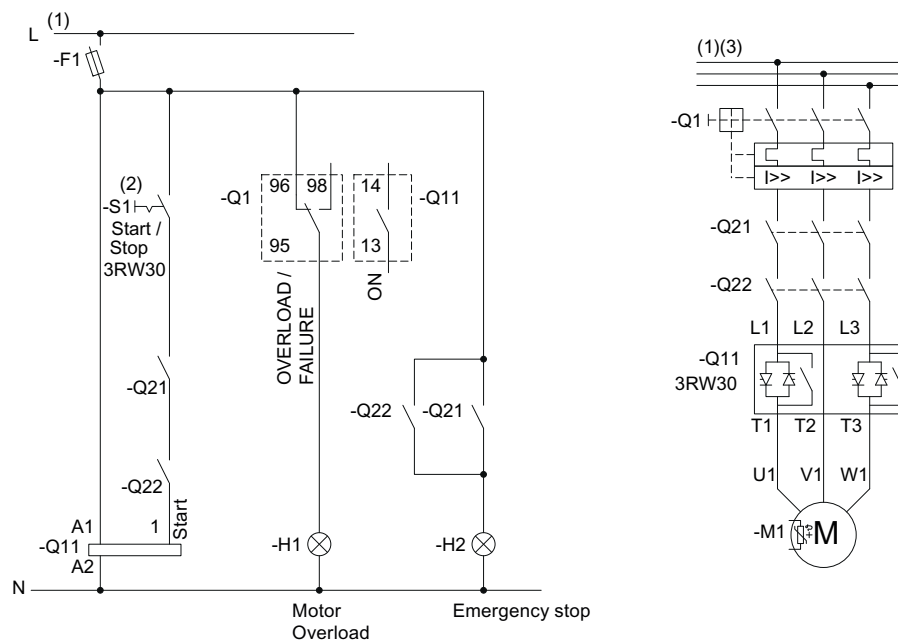 (1)
L
-F1
(2)
-S1
Start /
Stop
3RW30
-Q21
-Q22
Start
A1
1
-Q11
A2
N
-Q1
96
98
95
OVERLOAD /
FAILURE
14
13
-Q11
ON
-H1
Motor
Overload
-Q22
-Q21
-H2
Emergency stop
(1)(3)
-Q1
I>>
I>>
I>>
-Q21
-Q22
L1
L2
L3
-Q11
3RW30
T1
T2
T3
U1
V1
W1
-M1
+ϑ
M